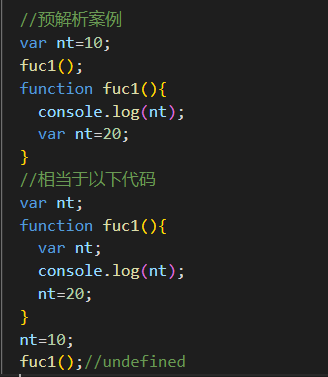 //预解析案例
var nt=10;
fuc1();
function fuc1(){
  console.log(nt);
  var nt=20;
}
//相当于以下代码
var nt;
function fuc1(){
  var nt;
  console.log(nt);
  nt=20;
}
nt=10;
fuc1();//undefined